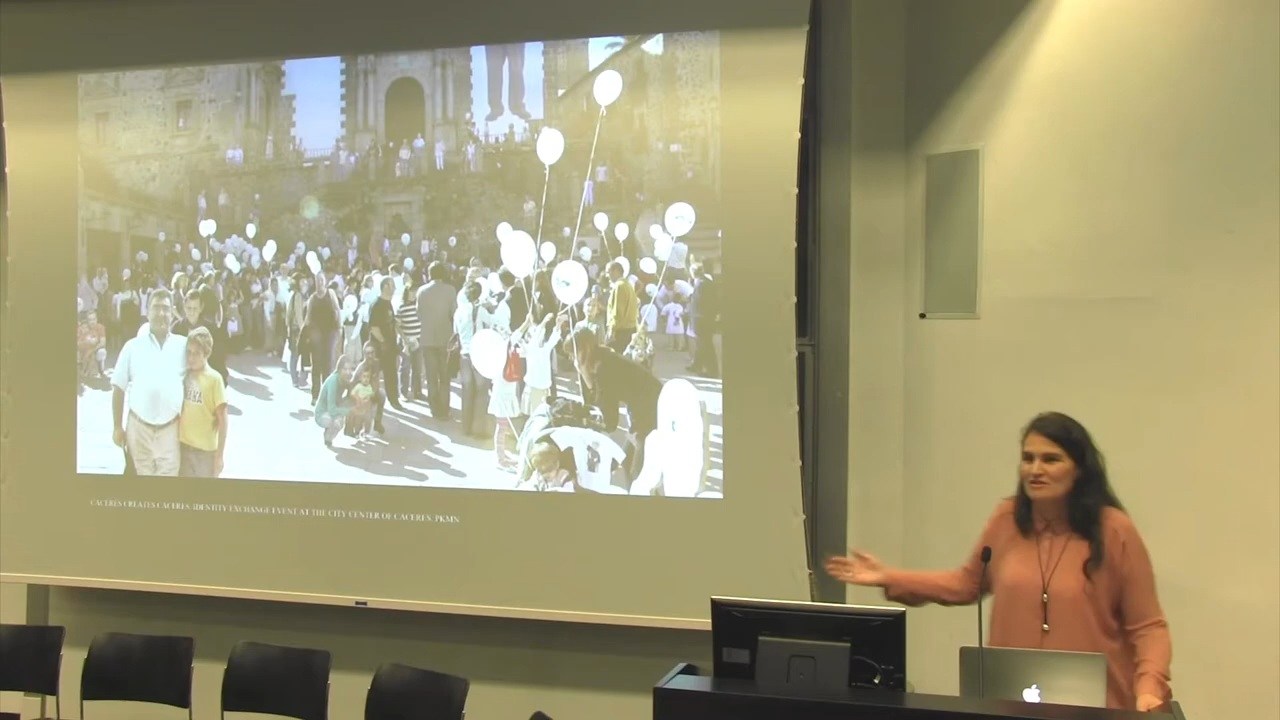 CACERES CREATES CACERES. IDENTITY EXCHANGE EVENT AT THE CITY CENTER OF CACERES. PKMN